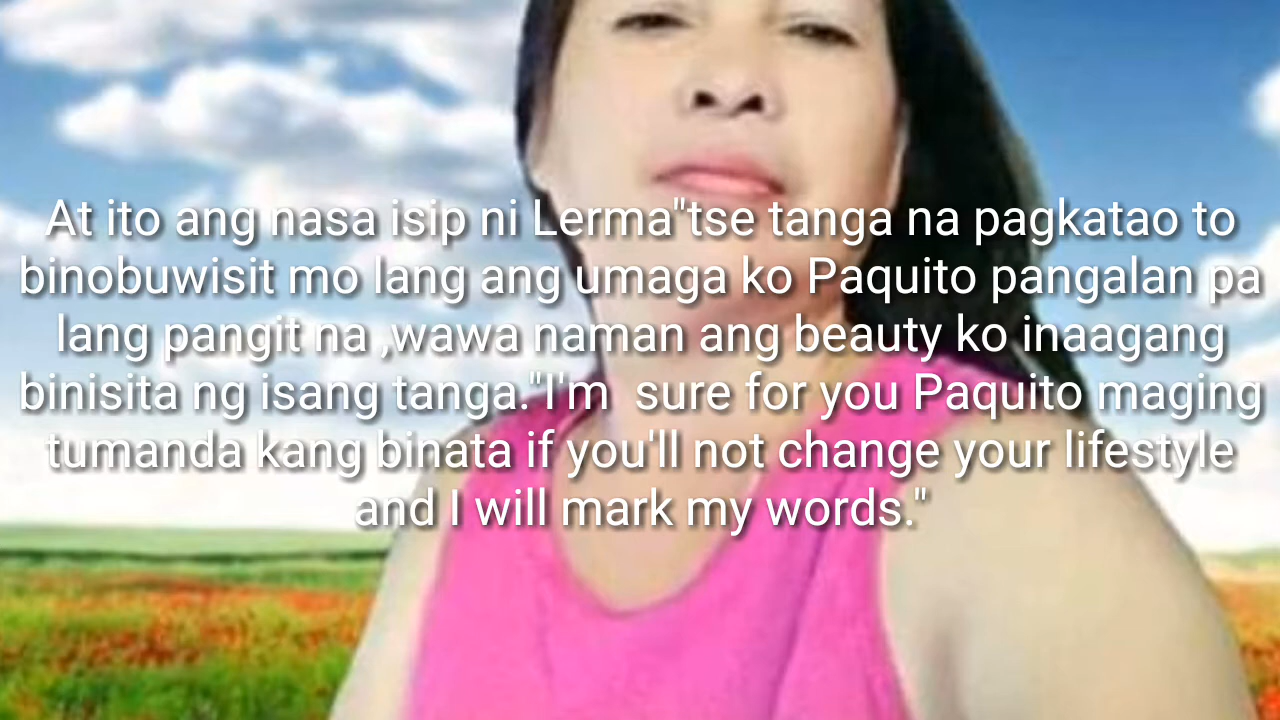 At ito ang nasa isip ni Lerma"tse tanga na pagkatao to
binobuwisit mo lang ang umaga ko Paquito pangalan pa
lang pangit na ,wawa naman ang beauty ko inaagang
binisita ng isang tanga."I'm  sure for you Paquito maging
tumanda kang binata if you'll not change your lifestyle
and I will mark my words."